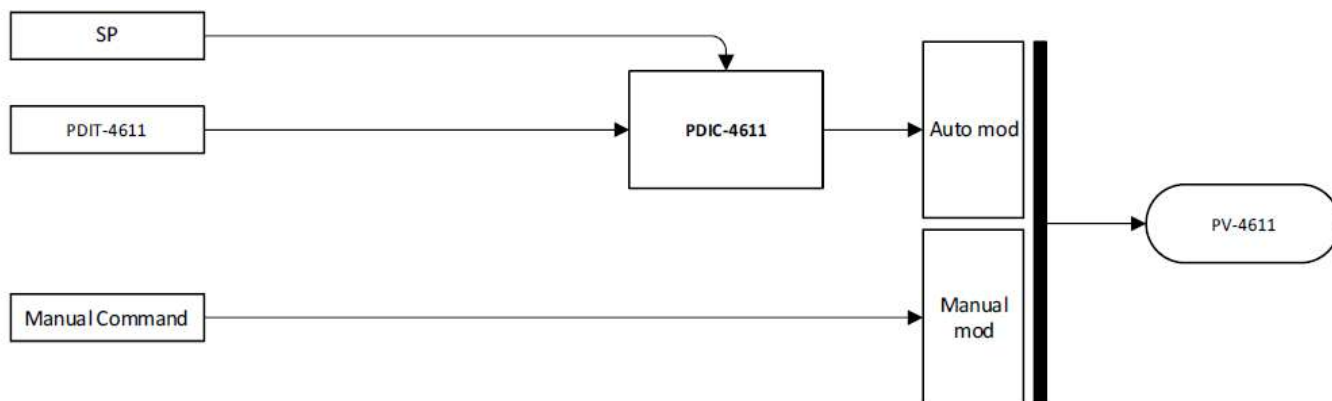 SP
PDIT-4611
PDIC-4611
Auto mod
PV-4611
Manual Command
Manual
mod